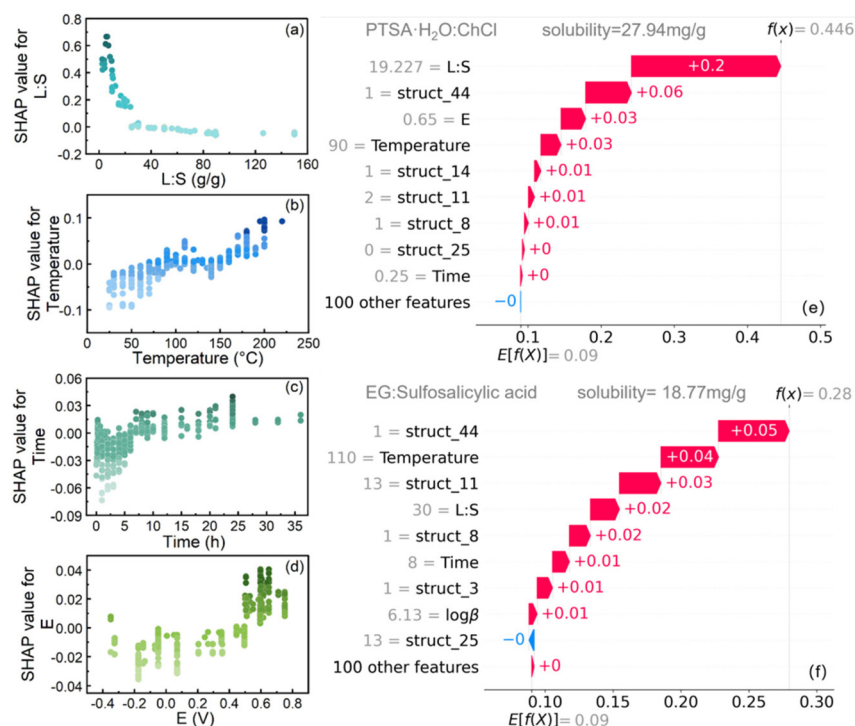 (a)
SHAP value for
L:S
0.8
0.6
0.4
0.2
0.0
-0.2
0 40 80 120 160
L:S (g/g)
(b)
SHAP value for
Temperature
0.1
0.0
-0.1
0 50 100 150 200 250
Temperature (°C)
(c)
SHAP value for
Time
0.06
0.03
0.00
-0.03
-0.06
-0.09
0 5 10 15 20 25 30 35
Time (h)
(d)
SHAP value for
E
0.04
0.02
0.00
-0.02
-0.04
-0.4 -0.2 0.0 0.2 0.4 0.6 0.8
E (V)
PTSA·H₂O:ChCl solubility=27.94mg/g f(x)=0.446
19.227 = L:S +0.2
1 = struct_44 +0.06
0.65 = E +0.03
90 = Temperature +0.03
1 = struct_14 +0.01
2 = struct_11 +0.01
1 = struct_8 +0.01
0 = struct_25 +0
0.25 = Time +0
100 other features −0
(e)
0.1 0.2 0.3 0.4 0.5
E[f(X)]=0.09
EG:Sulfosalicylic acid solubility= 18.77mg/g f(x)=0.28
1 = struct_44 +0.05
110 = Temperature +0.04
13 = struct_11 +0.03
30 = L:S +0.02
1 = struct_8 +0.02
8 = Time +0.01
1 = struct_3 +0.01
6.13 = logβ +0.01
13 = struct_25 −0
100 other features +0
(f)
0.10 0.15 0.20 0.25 0.30
E[f(X)]=0.09